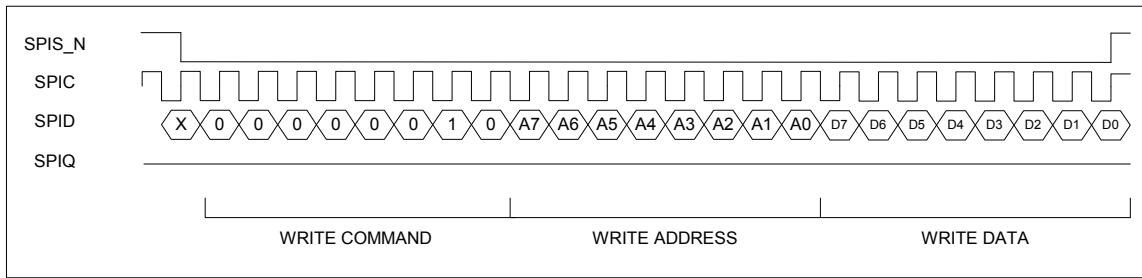 SPIS_N
SPIC
SPID X 0 0 0 0 0 0 1 0 A7 A6 A5 A4 A3 A2 A1 A0 D7 D6 D5 D4 D3 D2 D1 D0
SPIQ
WRITE COMMAND WRITE ADDRESS WRITE DATA